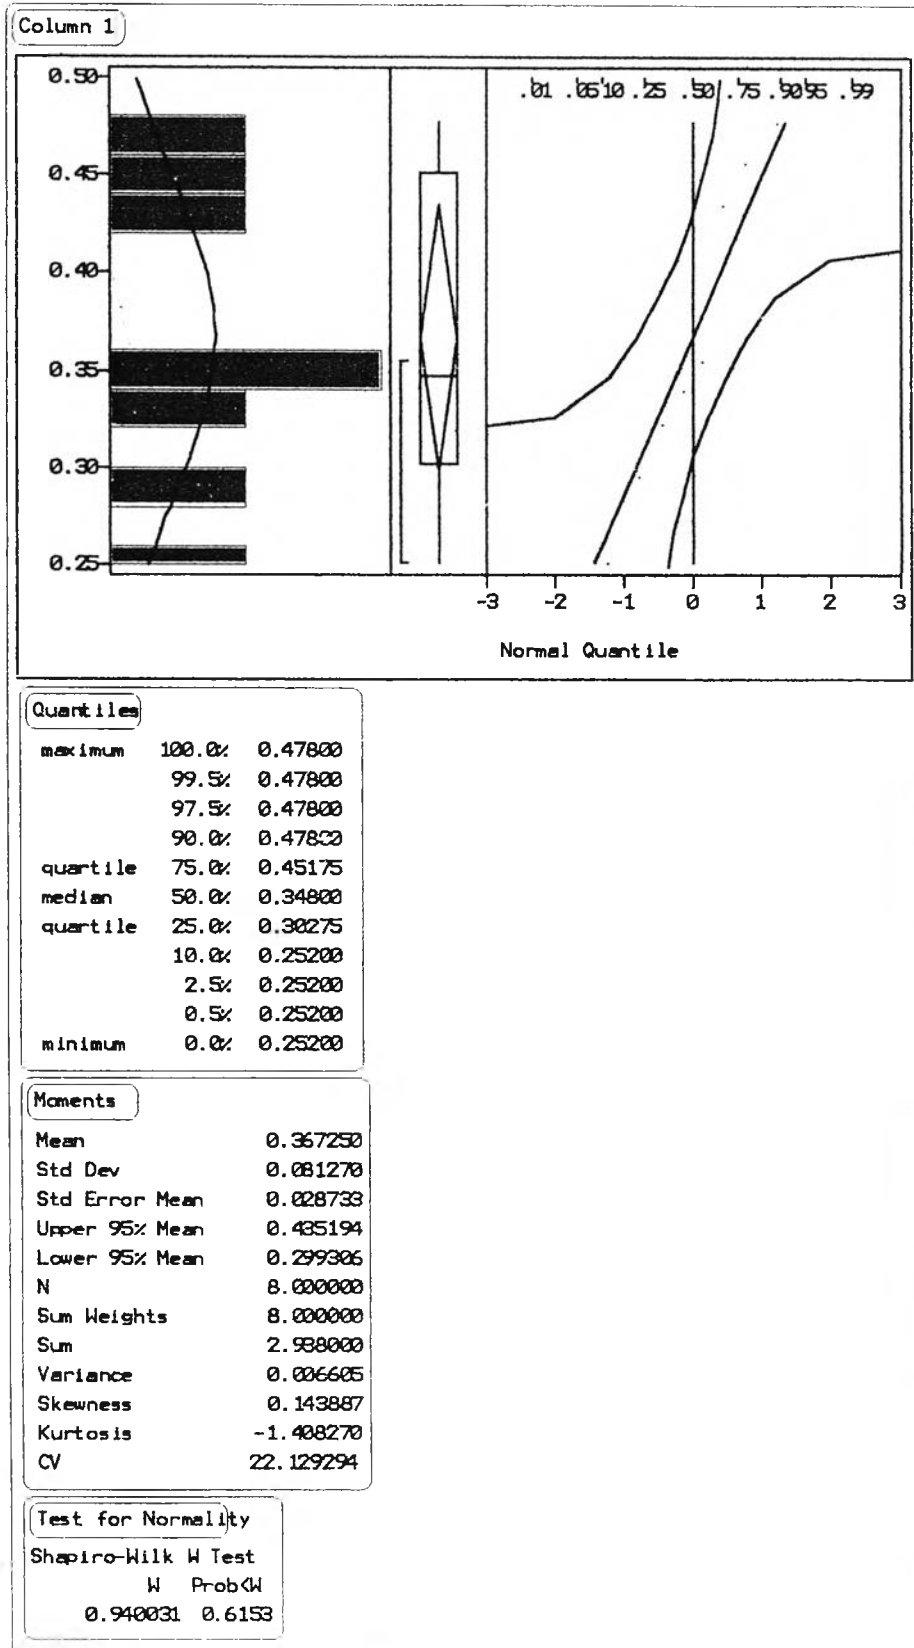 Column 1
.01 .05 .10 .25 .50 .75 .90 .95 .99
0.50
0.45
0.40
0.35
0.30
0.25
-3 -2 -1 0 1 2 3
Normal Quantile
Quantiles
maximum 100.0% 0.47800
99.5% 0.47800
97.5% 0.47800
90.0% 0.47800
quartile 75.0% 0.45175
median 50.0% 0.34800
quartile 25.0% 0.30275
10.0% 0.25200
2.5% 0.25200
0.5% 0.25200
minimum 0.0% 0.25200
Moments
Mean 0.367250
Std Dev 0.081270
Std Error Mean 0.028733
Upper 95% Mean 0.435194
Lower 95% Mean 0.299306
N 8.000000
Sum Weights 8.000000
Sum 2.938000
Variance 0.006605
Skewness 0.143887
Kurtosis -1.408270
CV 22.129294
Test for Normality
Shapiro-Wilk W Test
W Prob<W
0.940031 0.6153